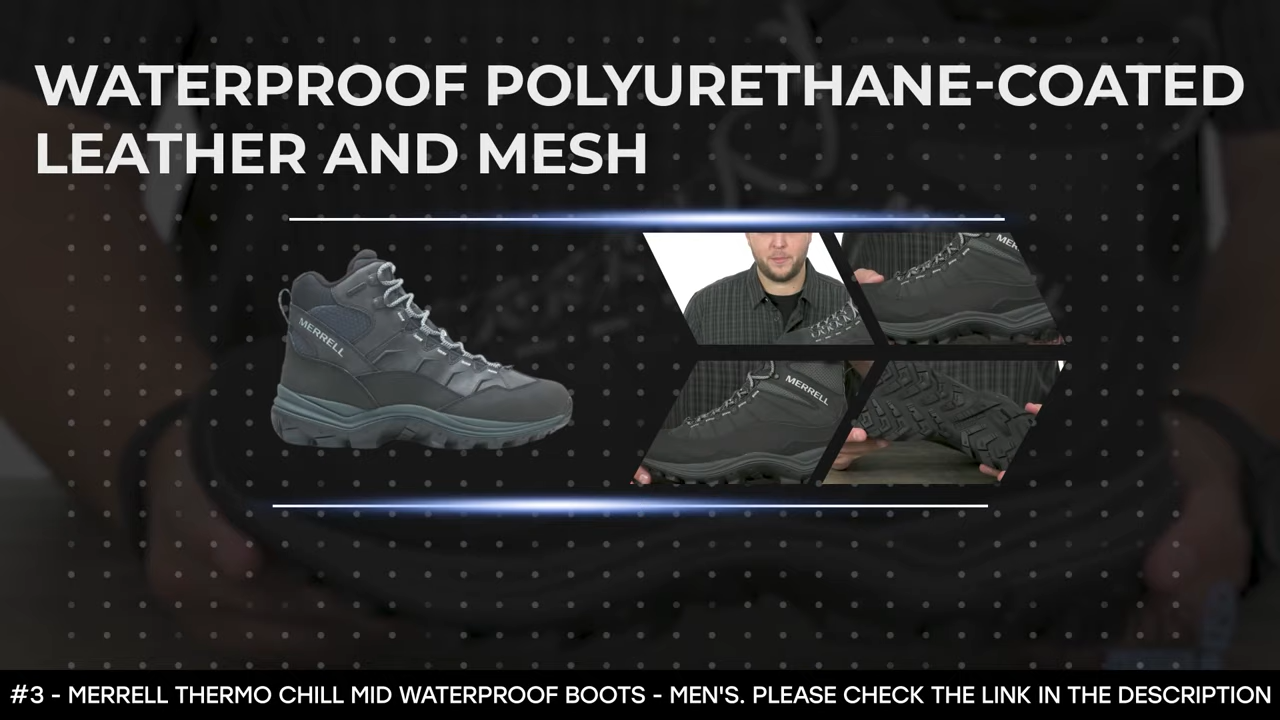 WATERPROOF POLYURETHANE-COATED
LEATHER AND MESH
MERRELL
MERRELL
#3 - MERRELL THERMO CHILL MID WATERPROOF BOOTS - MEN'S. PLEASE CHECK THE LINK IN THE DESCRIPTION